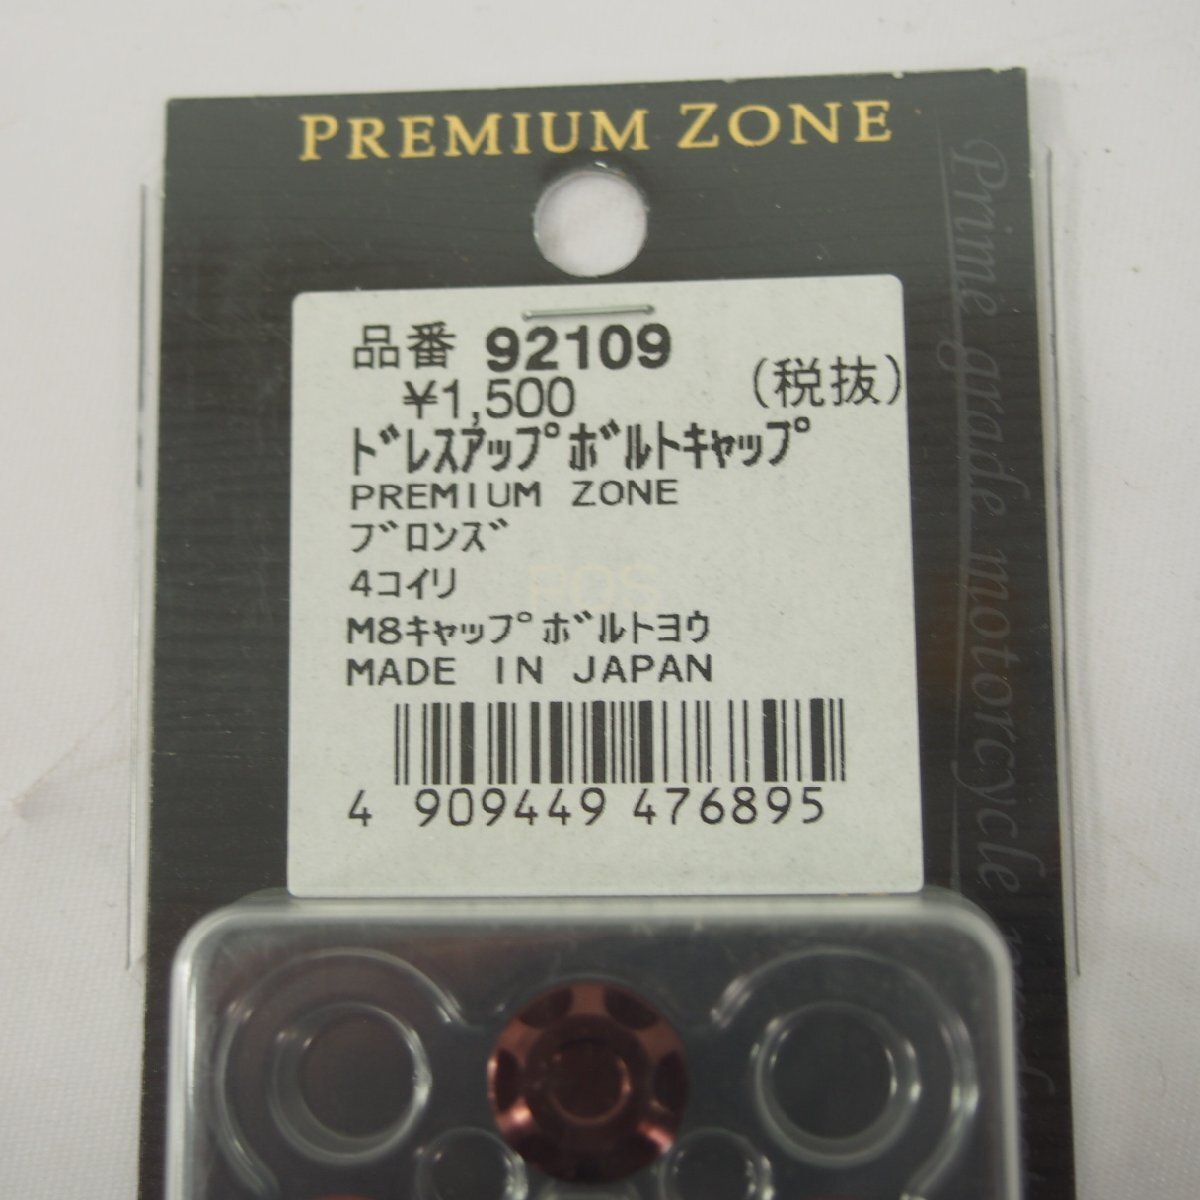 PREMIUM ZONE
品番 92109
¥1,500 (税抜)
ﾄﾞﾚｽｱｯﾌﾟﾎﾞﾙﾄｷｬｯﾌﾟ
PREMIUM ZONE
ﾌﾞﾛﾝｽﾞ
4ｺｲﾘ
M8ｷｬｯﾌﾟﾎﾞﾙﾄﾖｳ
MADE IN JAPAN
POS
4 909449 476895
Prime grade motorcycle